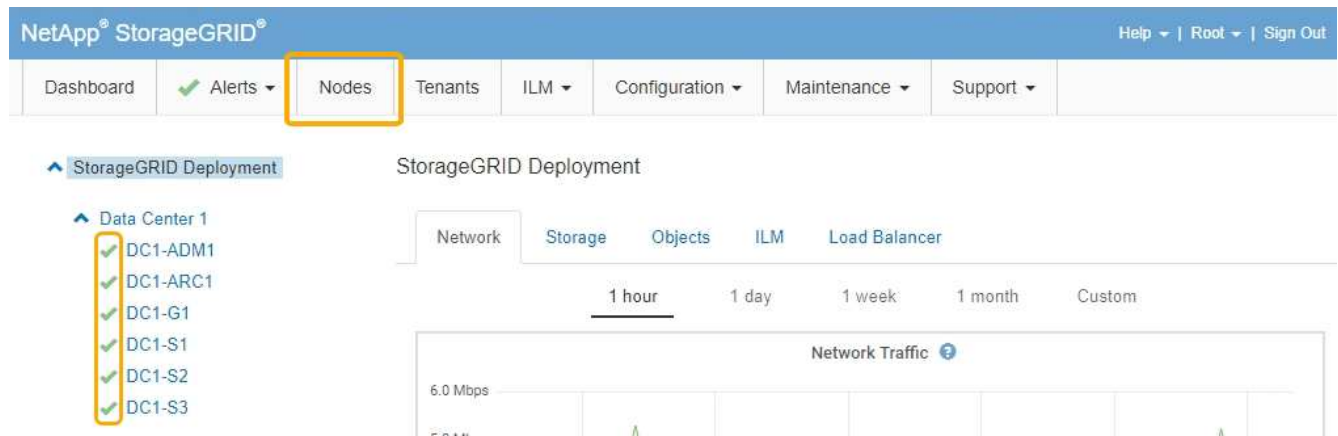 NetApp® StorageGRID®
Help | Root | Sign Out
Dashboard Alerts Nodes Tenants ILM Configuration Maintenance Support
StorageGRID Deployment
Data Center 1
DC1-ADM1
DC1-ARC1
DC1-G1
DC1-S1
DC1-S2
DC1-S3
StorageGRID Deployment
Network Storage Objects ILM Load Balancer
1 hour 1 day 1 week 1 month Custom
Network Traffic
6.0 Mbps